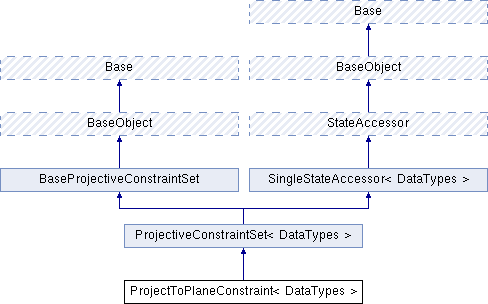 Base
Base
BaseObject
BaseObject
StateAccessor
BaseProjectiveConstraintSet
SingleStateAccessor< DataTypes >
ProjectiveConstraintSet< DataTypes >
ProjectToPlaneConstraint< DataTypes >